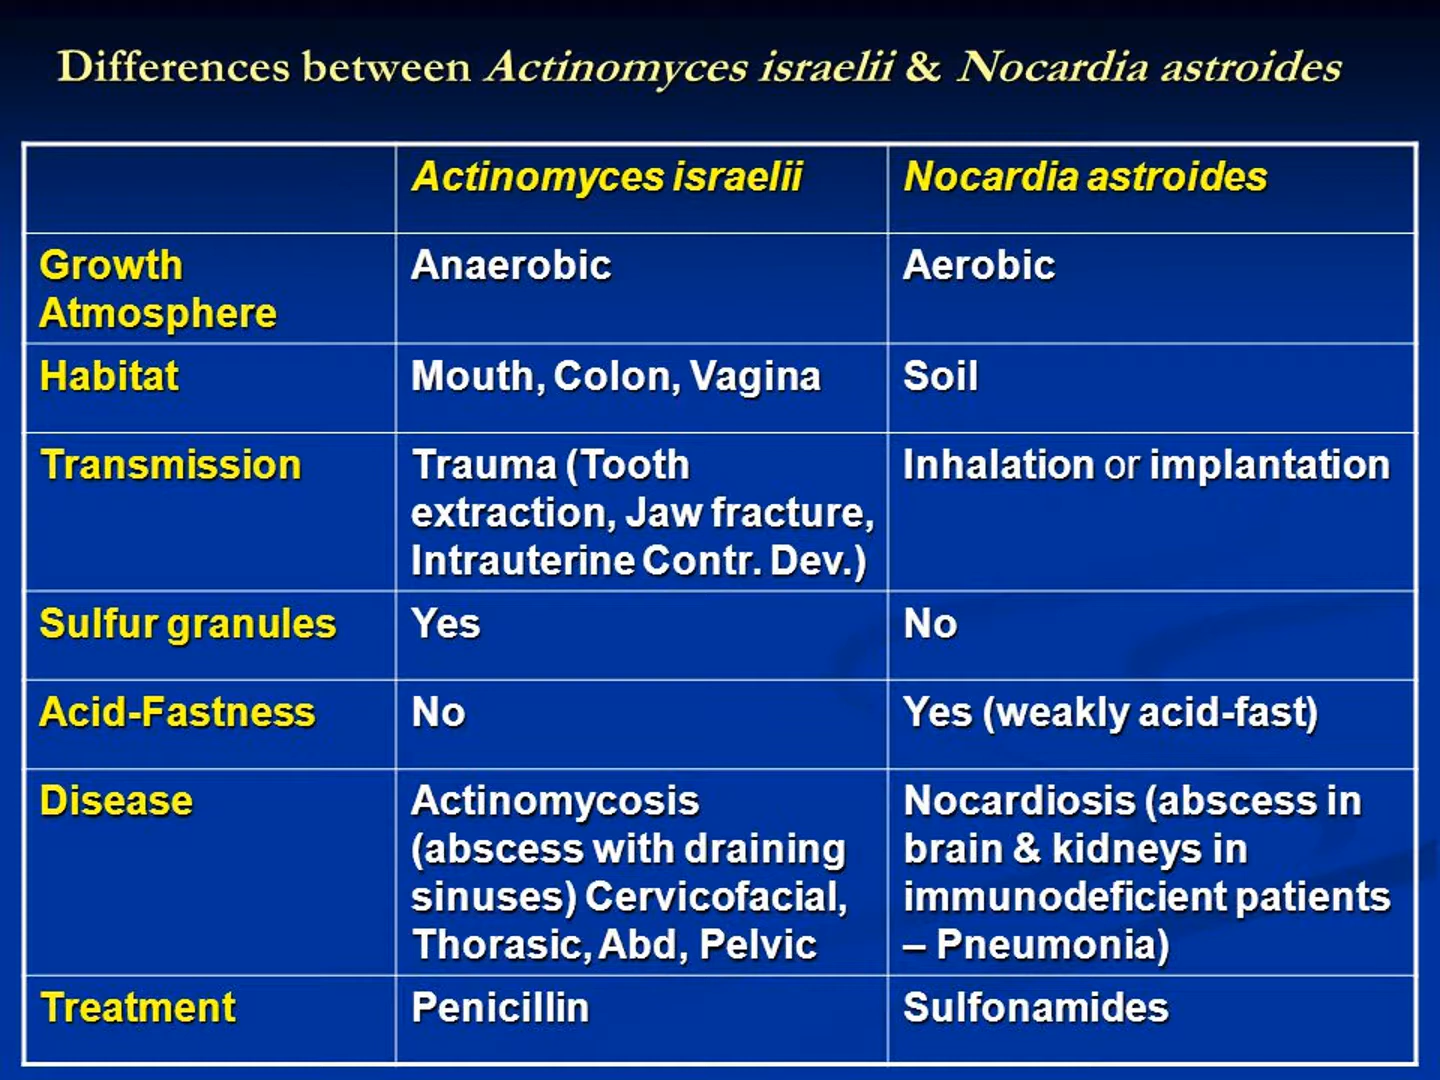 Differences between Actinomyces israelii & Nocardia astroides
Actinomyces israelii
Nocardia astroides
Growth
Atmosphere
Anaerobic
Aerobic
Habitat
Mouth, Colon, Vagina
Soil
Transmission
Trauma (Tooth
extraction, Jaw fracture,
Intrauterine Contr. Dev.)
Inhalation or implantation
Sulfur granules
Yes
No
Acid-Fastness
No
Yes (weakly acid-fast)
Disease
Actinomycosis
(abscess with draining
sinuses) Cervicofacial,
Thorasic, Abd, Pelvic
Nocardiosis (abscess in
brain & kidneys in
immunodeficient patients
– Pneumonia)
Treatment
Penicillin
Sulfonamides